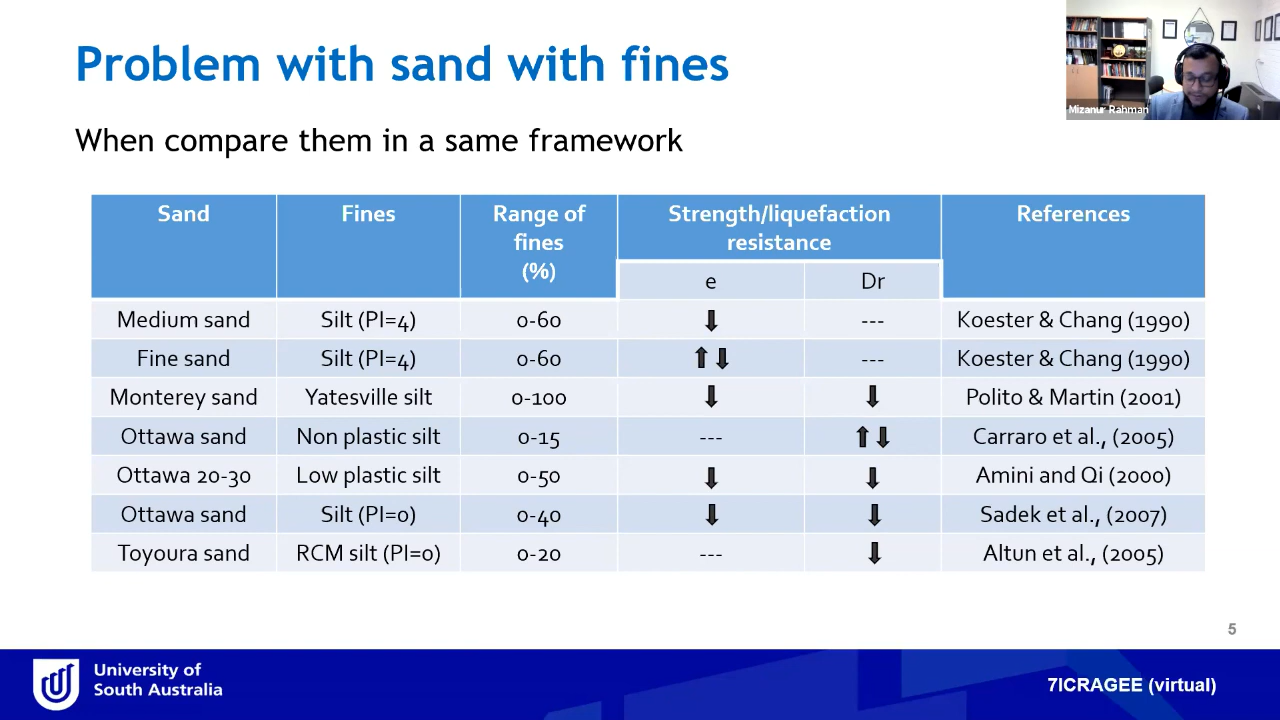 Problem with sand with fines
Mizanur Rahman
When compare them in a same framework
Sand Fines Range of fines (%) Strength/liquefaction resistance References
e Dr
Medium sand Silt (PI=4) 0-60 ⬇ --- Koester & Chang (1990)
Fine sand Silt (PI=4) 0-60 ⬆⬇ --- Koester & Chang (1990)
Monterey sand Yatesville silt 0-100 ⬇ ⬇ Polito & Martin (2001)
Ottawa sand Non plastic silt 0-15 --- ⬆⬇ Carraro et al., (2005)
Ottawa 20-30 Low plastic silt 0-50 ⬇ ⬇ Amini and Qi (2000)
Ottawa sand Silt (PI=0) 0-40 ⬇ ⬇ Sadek et al., (2007)
Toyoura sand RCM silt (PI=0) 0-20 --- ⬇ Altun et al., (2005)
5
University of
South Australia
7ICRAGEE (virtual)